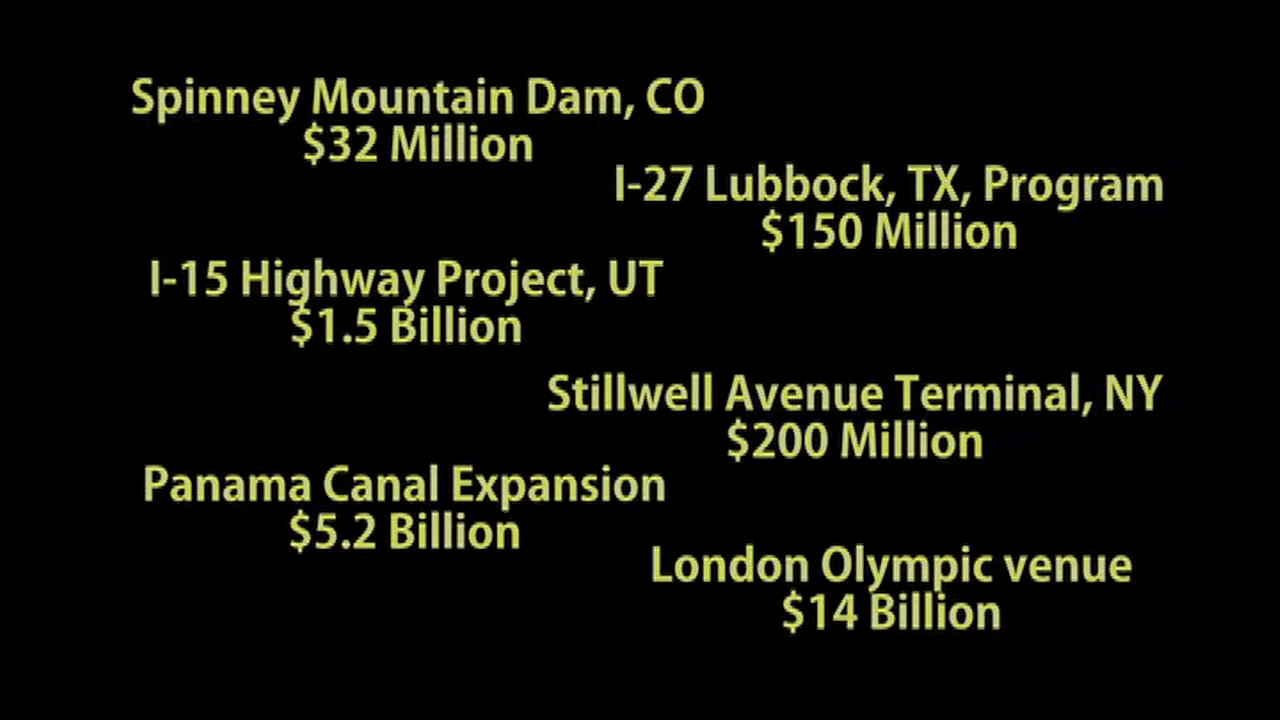 Spinney Mountain Dam, CO
$32 Million
I-27 Lubbock, TX, Program
$150 Million
I-15 Highway Project, UT
$1.5 Billion
Stillwell Avenue Terminal, NY
$200 Million
Panama Canal Expansion
$5.2 Billion
London Olympic venue
$14 Billion